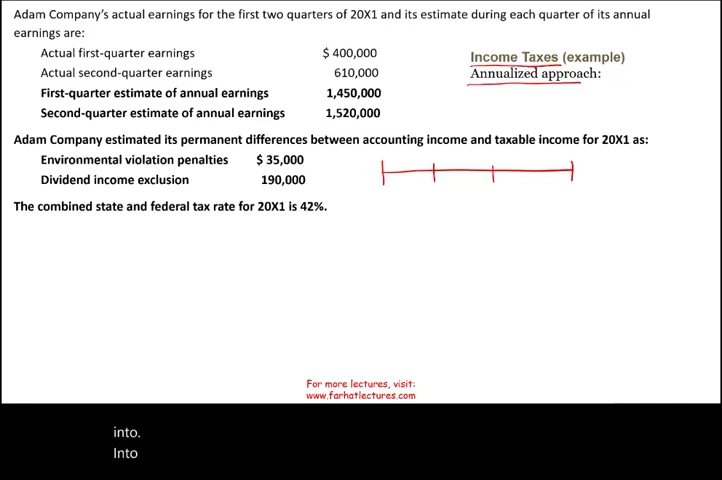 Adam Company's actual earnings for the first two quarters of 20X1 and its estimate during each quarter of its annual
earnings are:
Actual first-quarter earnings $ 400,000
Actual second-quarter earnings 610,000
First-quarter estimate of annual earnings 1,450,000
Second-quarter estimate of annual earnings 1,520,000
Income Taxes (example)
Annualized approach:
Adam Company estimated its permanent differences between accounting income and taxable income for 20X1 as:
Environmental violation penalties $ 35,000
Dividend income exclusion 190,000
The combined state and federal tax rate for 20X1 is 42%.
For more lectures, visit:
www.farhatlectures.com
into.
Into